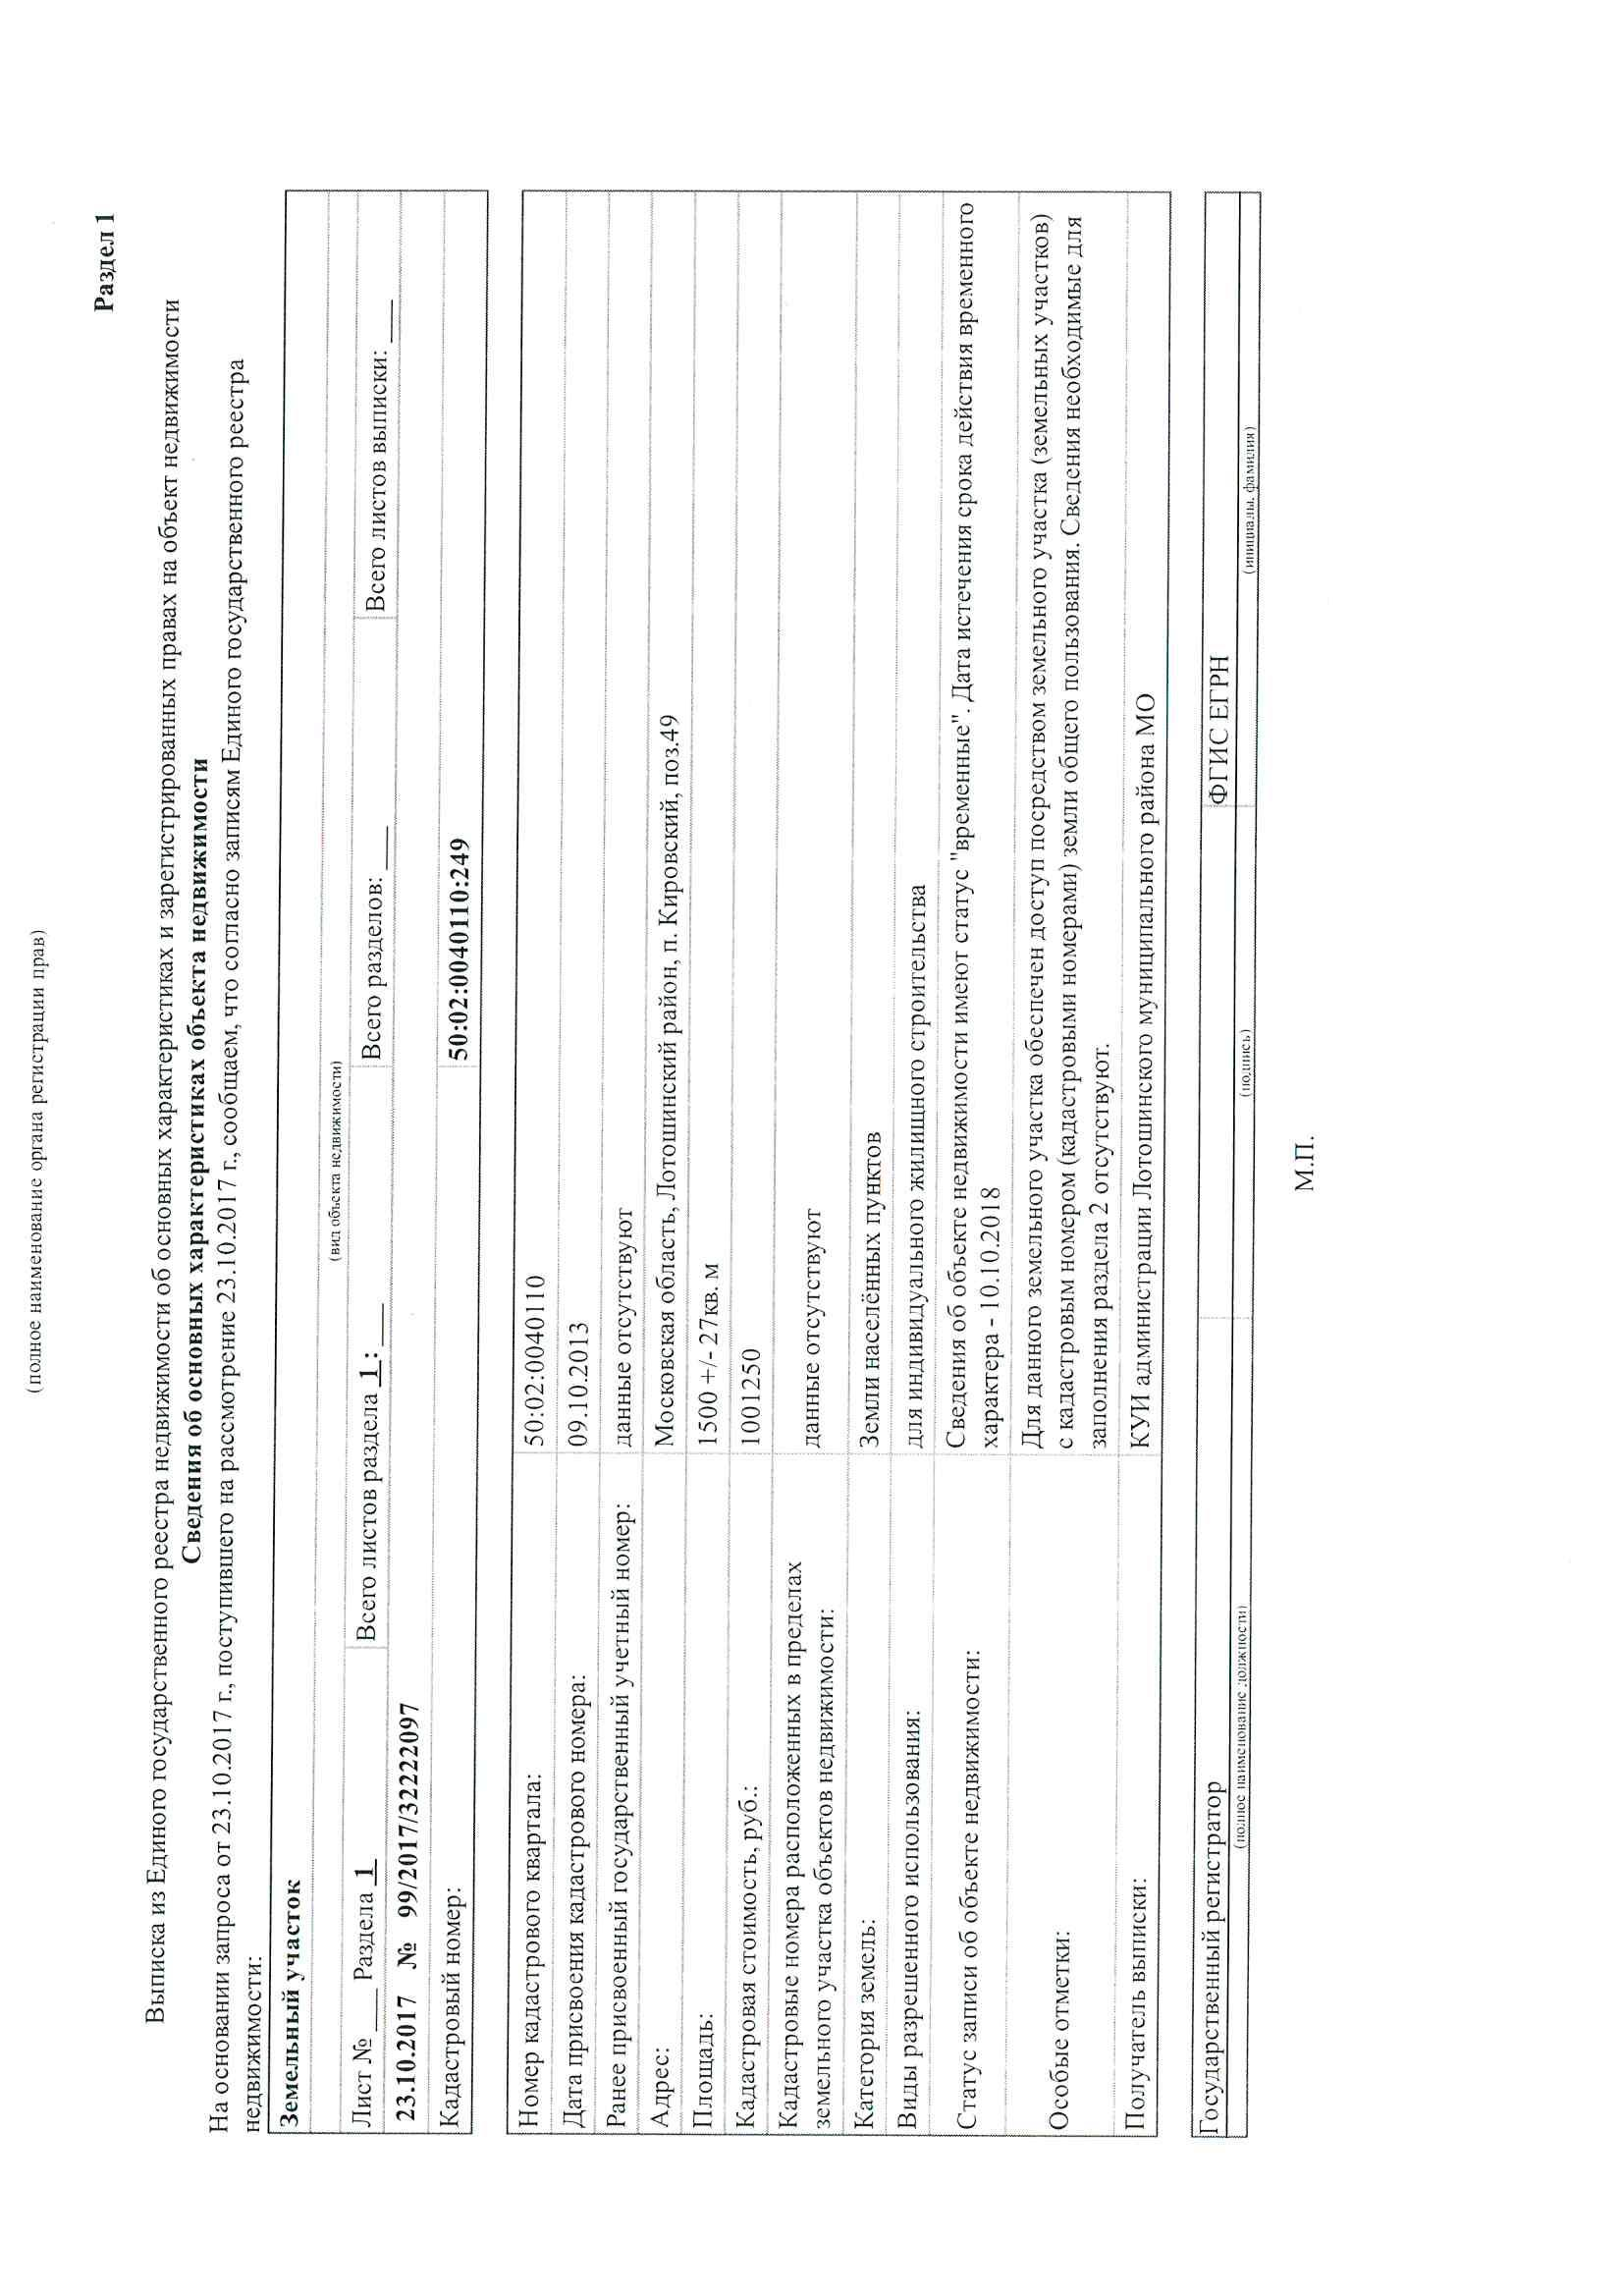 (полное наименование органа регистрации прав)
Раздел 1
Выписка из Единого государственного реестра недвижимости об основных характеристиках и зарегистрированных правах на объект недвижимости
Сведения об основных характеристиках объекта недвижимости
На основании запроса от 23.10.2017 г., поступившего на рассмотрение 23.10.2017 г., сообщаем, что согласно записям Единого государственного реестра
недвижимости:
Земельный участок
(вид объекта недвижимости)
Лист № ___ Раздела 1 Всего листов раздела 1 : ___ Всего разделов: ___ Всего листов выписки: ___
23.10.2017 № 99/2017/32222097
Кадастровый номер: 50:02:0040110:249
Номер кадастрового квартала: 50:02:0040110
Дата присвоения кадастрового номера: 09.10.2013
Ранее присвоенный государственный учетный номер: данные отсутствуют
Адрес: Московская область, Лотошинский район, п. Кировский, поз.49
Площадь: 1500 +/- 27кв. м
Кадастровая стоимость, руб.: 1001250
Кадастровые номера расположенных в пределах
земельного участка объектов недвижимости: данные отсутствуют
Категория земель: Земли населённых пунктов
Виды разрешенного использования: для индивидуального жилищного строительства
Статус записи об объекте недвижимости: Сведения об объекте недвижимости имеют статус "временные". Дата истечения срока действия временного
характера - 10.10.2018
Особые отметки: Для данного земельного участка обеспечен доступ посредством земельного участка (земельных участков)
с кадастровым номером (кадастровыми номерами) земли общего пользования. Сведения необходимые для
заполнения раздела 2 отсутствуют.
Получатель выписки: КУИ администрации Лотошинского муниципального района МО
Государственный регистратор ФГИС ЕГРН
(полное наименование должности) (подпись) (инициалы, фамилия)
М.П.